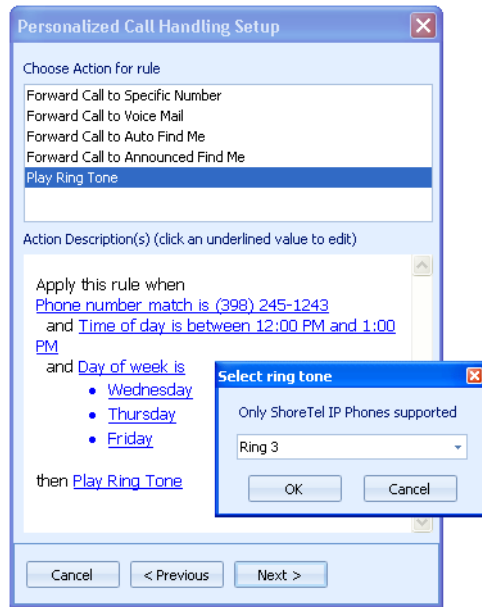 Personalized Call Handling Setup
Choose Action for rule
Forward Call to Specific Number
Forward Call to Voice Mail
Forward Call to Auto Find Me
Forward Call to Announced Find Me
Play Ring Tone
Action Description(s) (click an underlined value to edit)
Apply this rule when
Phone number match is (398) 245-1243
and Time of day is between 12:00 PM and 1:00
PM
and Day of week is
• Wednesday
• Thursday
• Friday
then Play Ring Tone
Select ring tone
Only ShoreTel IP Phones supported
Ring 3
OK Cancel
Cancel < Previous Next >